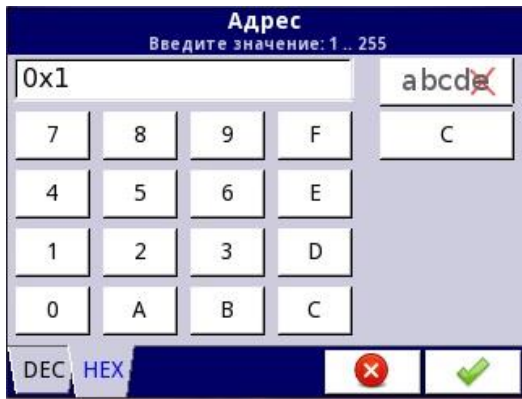 Адрес
Введите значение: 1 .. 255
0x1
abcde
7 8 9 F C
4 5 6 E
1 2 3 D
0 A B C
DEC HEX